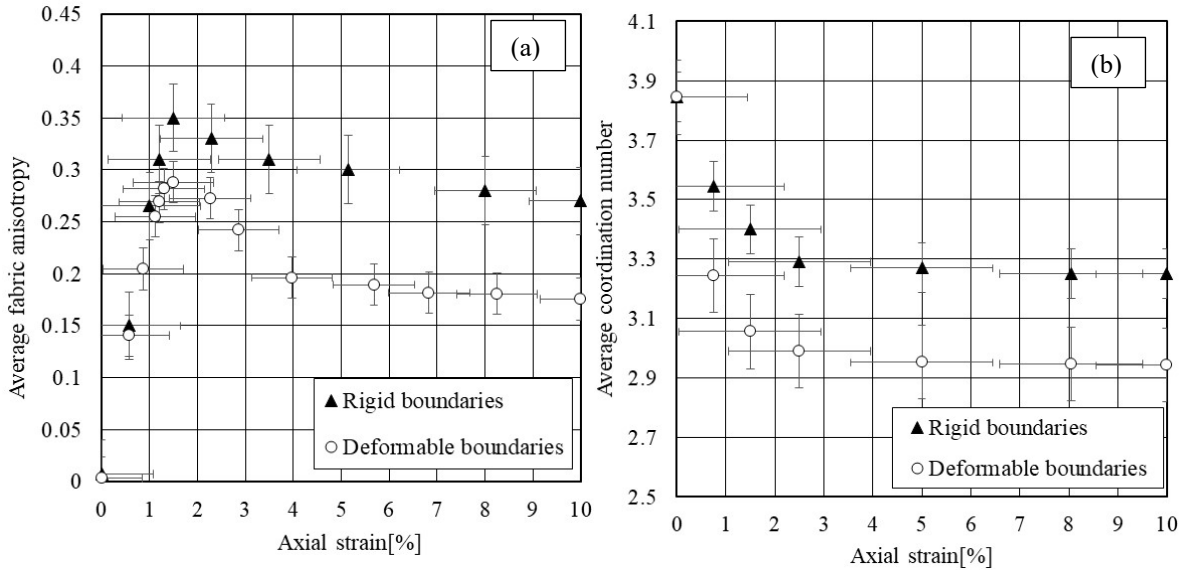 (a)
Average fabric anisotropy
0.45
0.4
0.35
0.3
0.25
0.2
0.15
0.1
0.05
0
Rigid boundaries
Deformable boundaries
0 1 2 3 4 5 6 7 8 9 10
Axial strain[%]
(b)
Average coordination number
4.1
3.9
3.7
3.5
3.3
3.1
2.9
2.7
2.5
Rigid boundaries
Deformable boundaries
0 1 2 3 4 5 6 7 8 9 10
Axial strain[%]